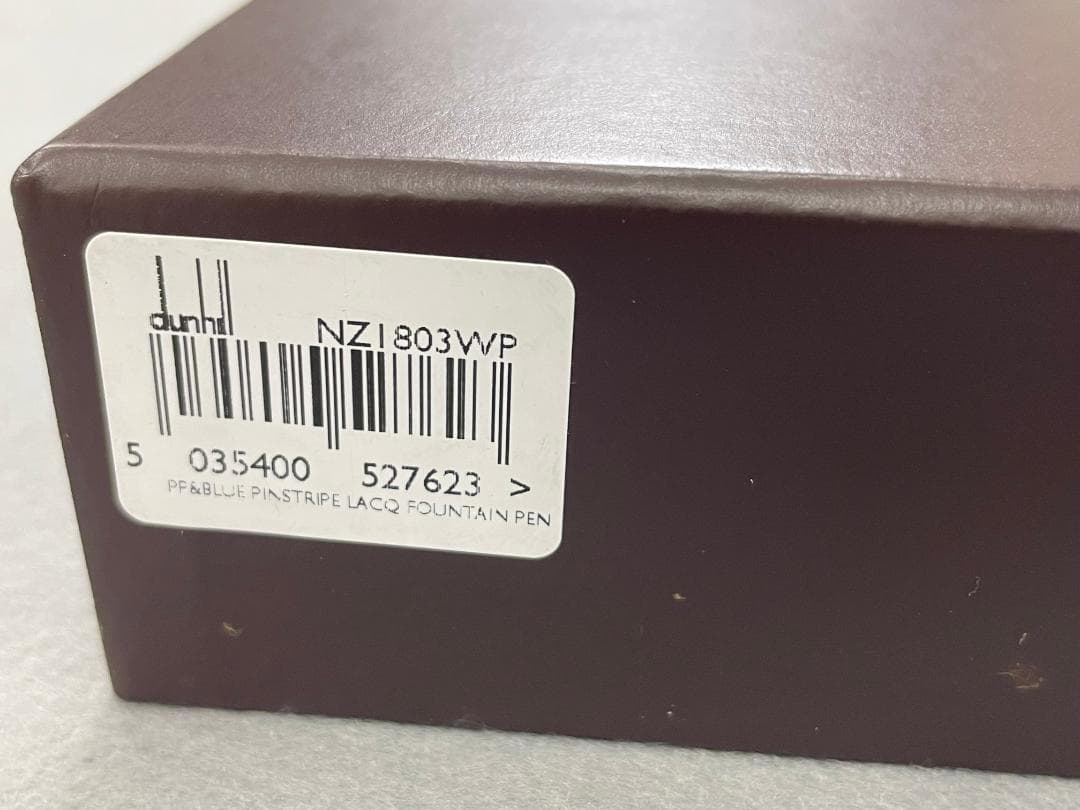 dunhill
NZ1803WP
5 035400 527623 >
PP&BLUE PINSTRIPE LACQ FOUNTAIN PEN